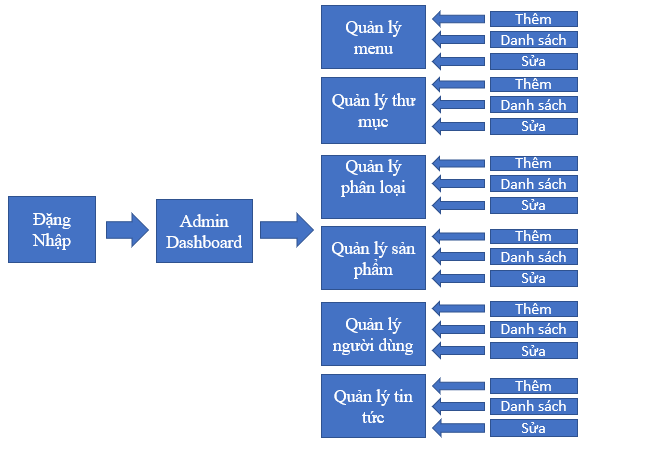 Đặng
Nhập
Admin
Dashboard
Quản lý
menu
Thêm
Danh sách
Sửa
Quản lý thư
mục
Thêm
Danh sách
Sửa
Quản lý
phân loại
Thêm
Danh sách
Sửa
Quản lý sản
phẩm
Thêm
Danh sách
Sửa
Quản lý
người dùng
Thêm
Danh sách
Sửa
Quản lý tin
tức
Thêm
Danh sách
Sửa